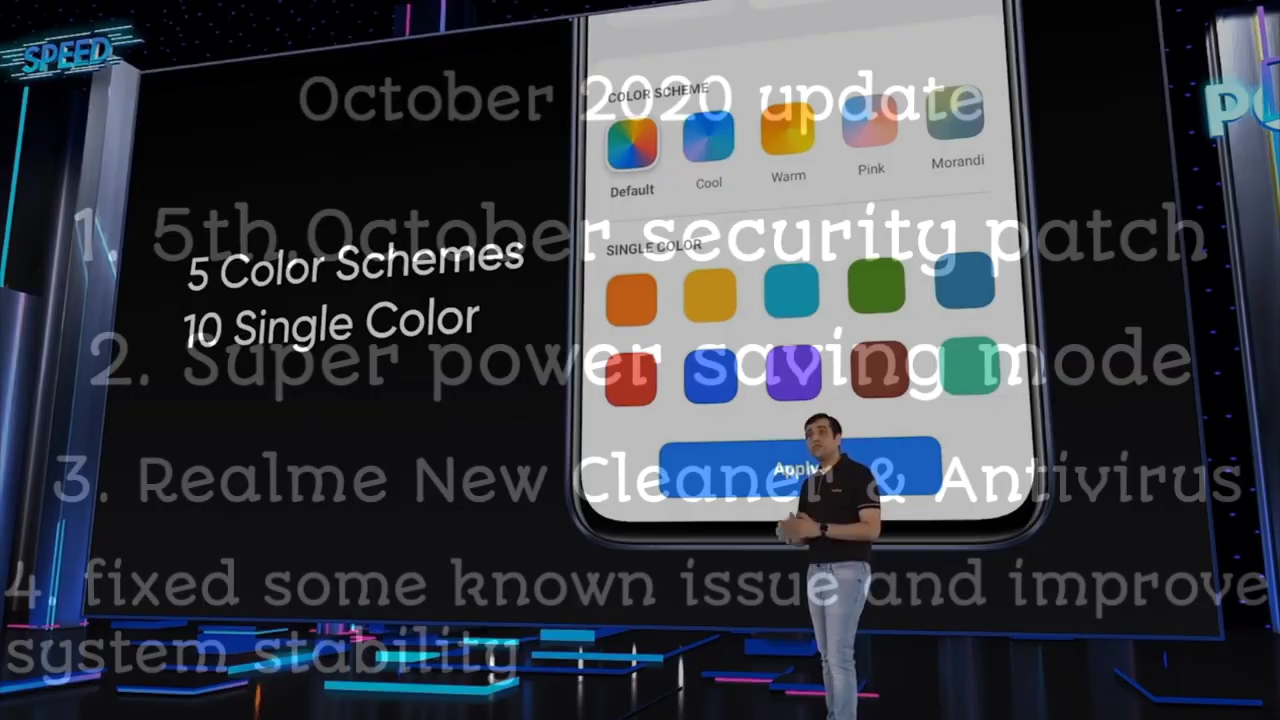 SPEED
October 2020 update
COLOR SCHEME
Default
Cool
Warm
Pink
Morandi
1. 5th October security patch
SINGLE COLOR
5 Color Schemes
10 Single Color
2. Super power saving mode
Apply
3. Realme New Cleaner & Antivirus
4 fixed some known issue and improve
system stability